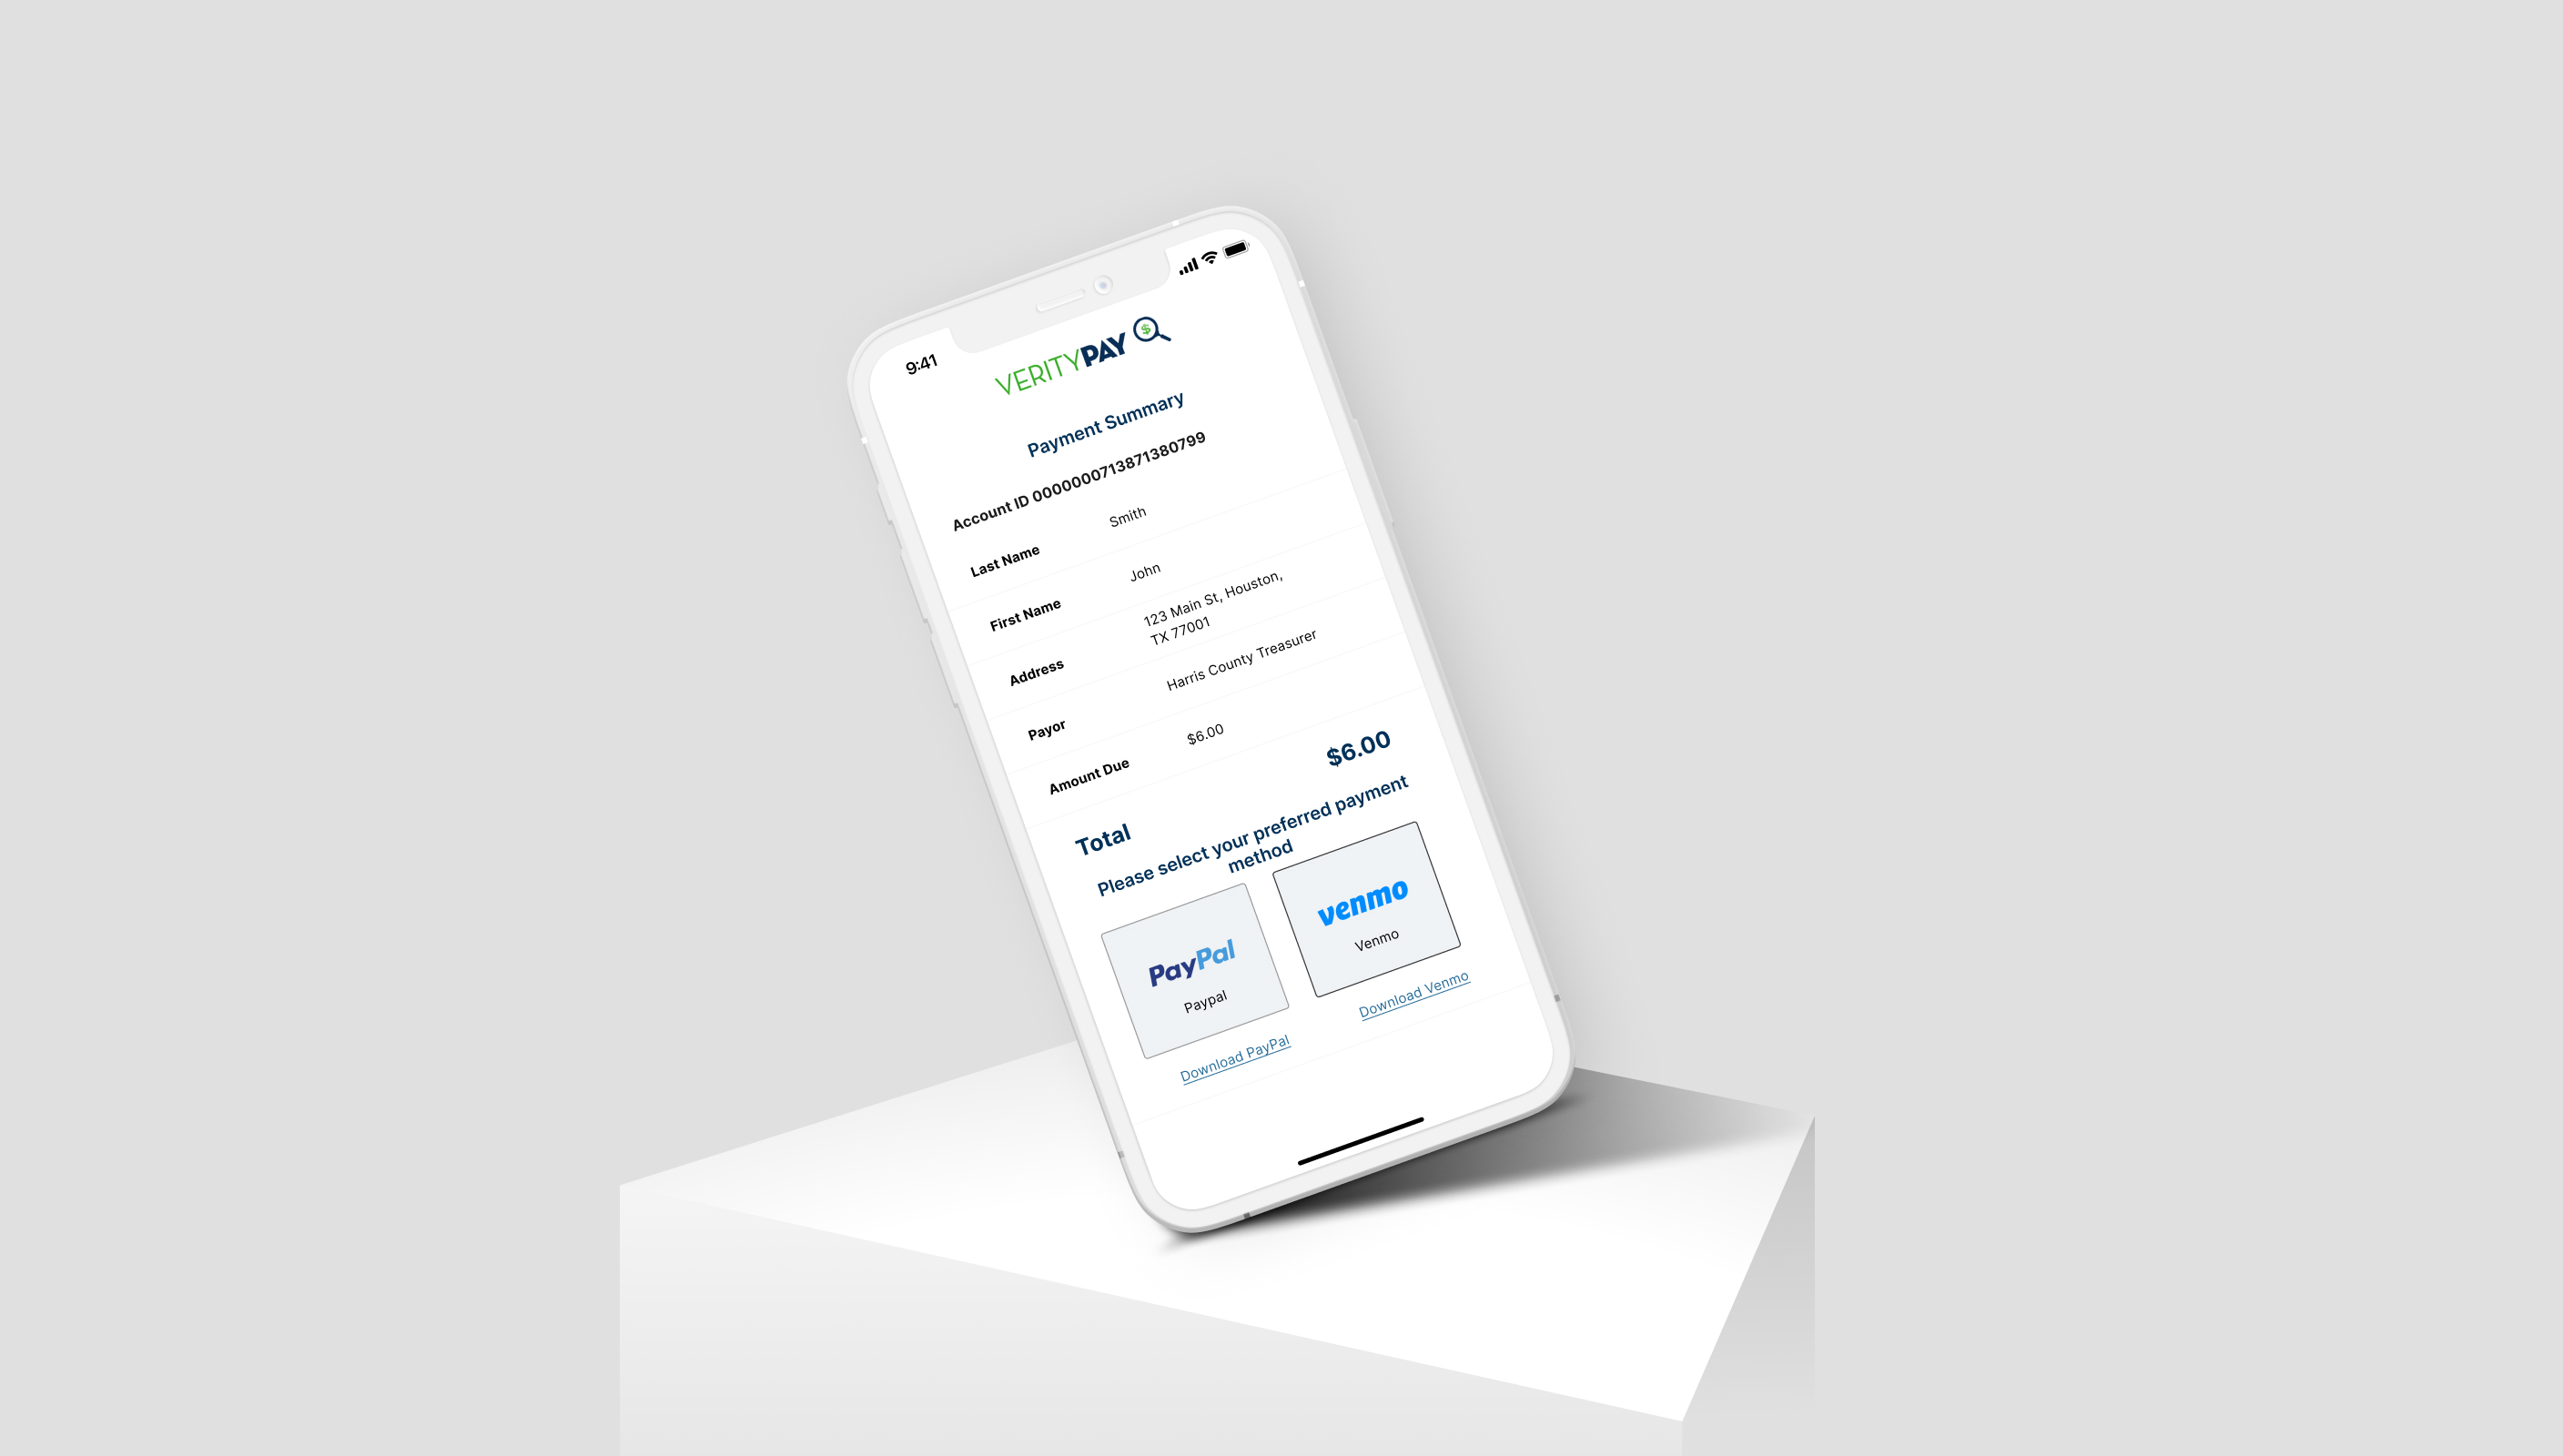 9:41
VERITYPAY
$
Payment Summary
Account ID 0000000713871380799
Last Name Smith
First Name John
Address 123 Main St, Houston,
TX 77001
Payor Harris County Treasurer
Amount Due $6.00
Total $6.00
Please select your preferred payment
method
PayPal
Paypal
Download PayPal
venmo
Venmo
Download Venmo